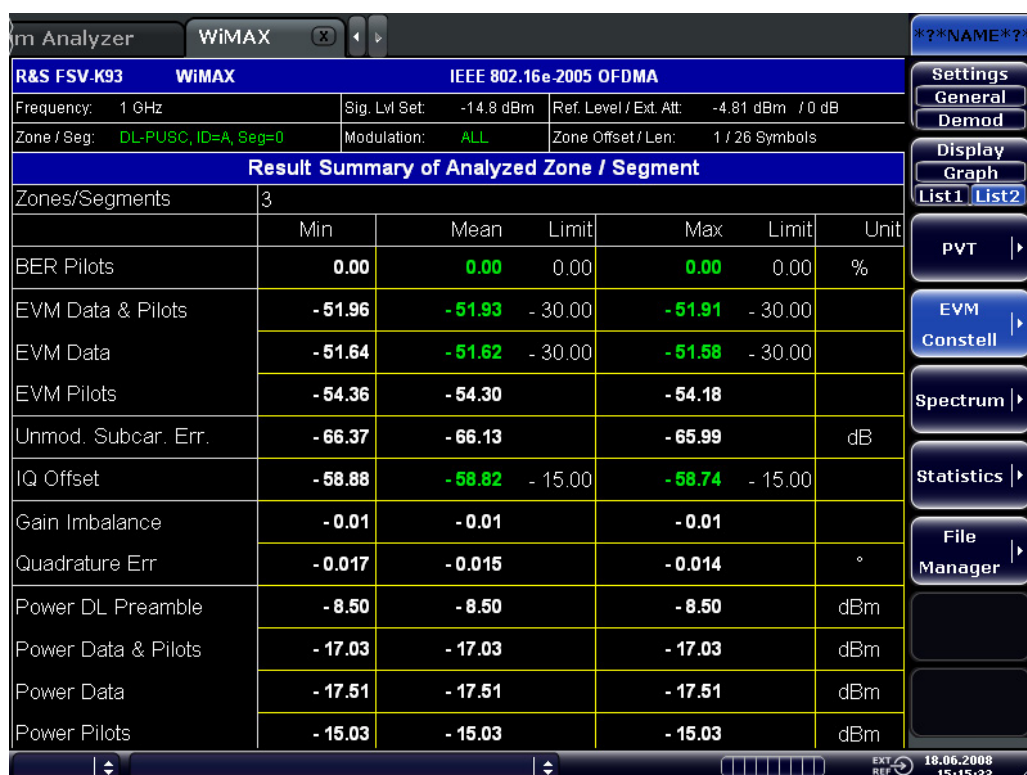 m Analyzer WiMAX X *?*NAME*?*
R&S FSV-K93 WiMAX IEEE 802.16e-2005 OFDMA
Frequency: 1 GHz Sig. Lvl Set: -14.8 dBm Ref. Level / Ext. Att: -4.81 dBm / 0 dB
Zone / Seg: DL-PUSC, ID=A, Seg=0 Modulation: ALL Zone Offset / Len: 1 / 26 Symbols
Result Summary of Analyzed Zone / Segment
Zones/Segments 3
Min Mean Limit Max Limit Unit
BER Pilots 0.00 0.00 0.00 0.00 0.00 %
EVM Data & Pilots - 51.96 - 51.93 - 30.00 - 51.91 - 30.00
EVM Data - 51.64 - 51.62 - 30.00 - 51.58 - 30.00
EVM Pilots - 54.36 - 54.30 - 54.18
Unmod. Subcar. Err. - 66.37 - 66.13 - 65.99 dB
IQ Offset - 58.88 - 58.82 - 15.00 - 58.74 - 15.00
Gain Imbalance - 0.01 - 0.01 - 0.01
Quadrature Err - 0.017 - 0.015 - 0.014 °
Power DL Preamble - 8.50 - 8.50 - 8.50 dBm
Power Data & Pilots - 17.03 - 17.03 - 17.03 dBm
Power Data - 17.51 - 17.51 - 17.51 dBm
Power Pilots - 15.03 - 15.03 - 15.03 dBm
Settings
General
Demod
Display
Graph
List1 List2
PVT
EVM
Constell
Spectrum
Statistics
File
Manager
EXT REF 18.06.2008
15:15:23